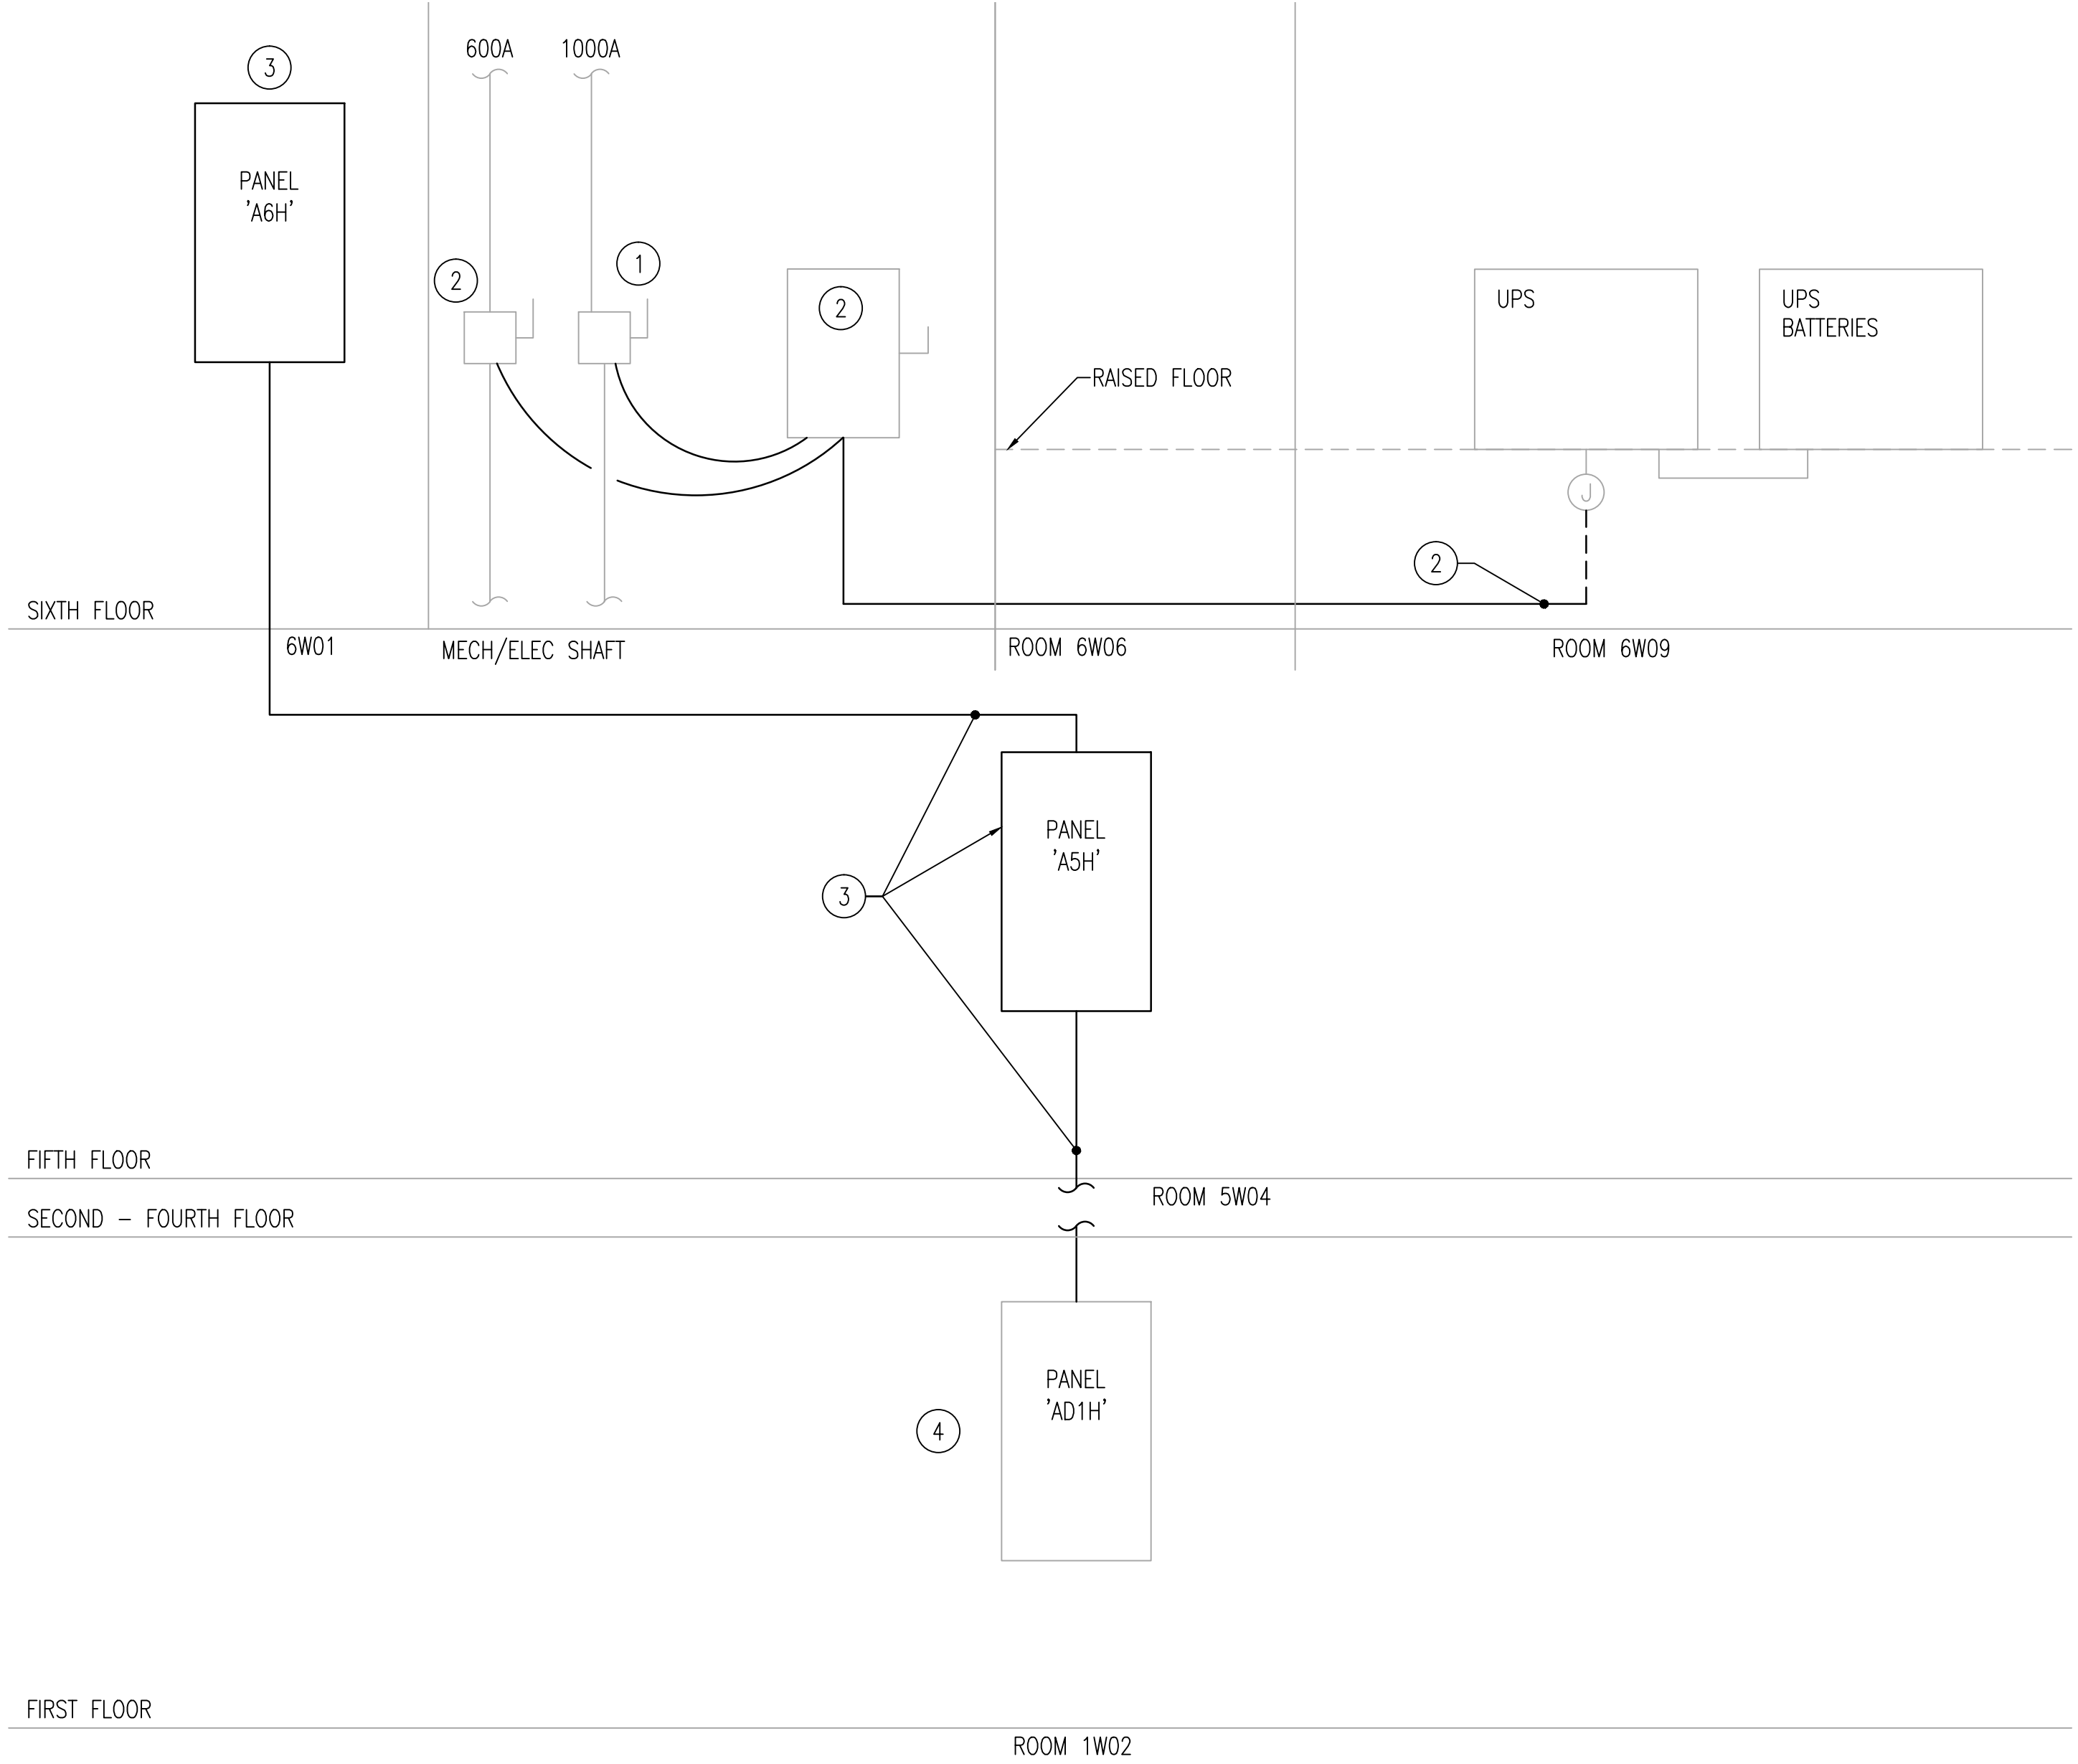 600A
1000A
3
PANEL
'A6H'
1
2
2
UPS
UPS
BATTERIES
RAISED FLOOR
J
2
SIXTH FLOOR
6W01
MECH/ELEC SHAFT
ROOM 6W06
ROOM 6W09
PANEL
'A5H'
3
FIFTH FLOOR
ROOM 5W04
SECOND - FOURTH FLOOR
PANEL
'AD1H'
4
FIRST FLOOR
ROOM 1W02